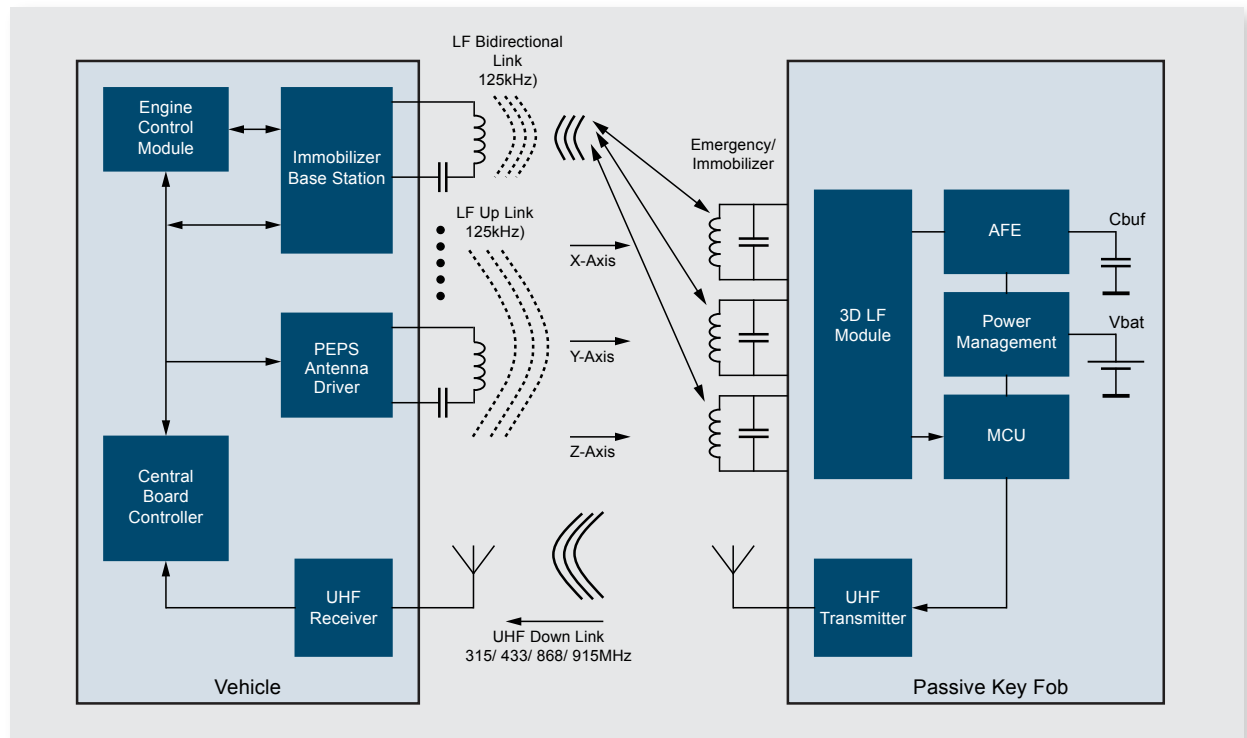 LF Bidirectional
Link
125kHz)
Engine
Control
Module
Immobilizer
Base Station
Emergency/
Immobilizer
LF Up Link
125kHz)
X-Axis
AFE
Cbuf
3D LF
Module
Power
Management
Vbat
PEPS
Antenna
Driver
Y-Axis
Z-Axis
MCU
Central
Board
Controller
UHF
Receiver
UHF
Transmitter
UHF Down Link
315/ 433/ 868/ 915MHz
Vehicle
Passive Key Fob